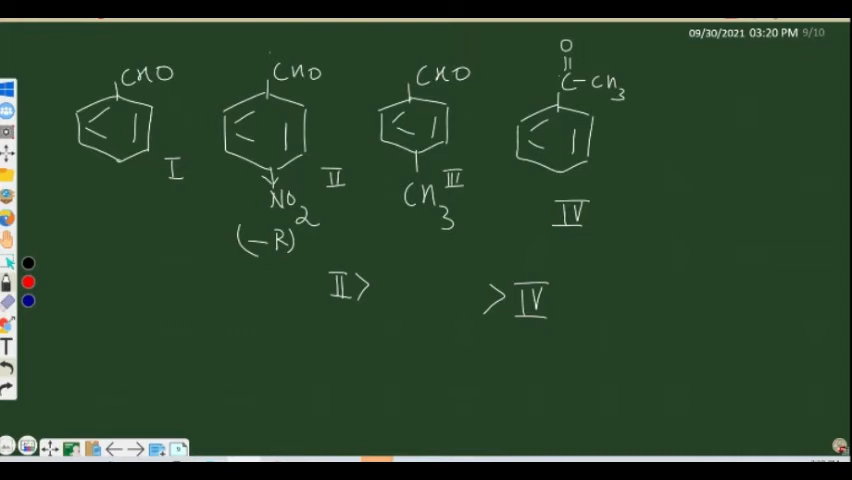 09/30/2021 03:20 PM 9/10
CHO
CHO
CHO
O
C-CH3
I
NO2
II
CH3
III
IV
(-R)
II> >IV
T